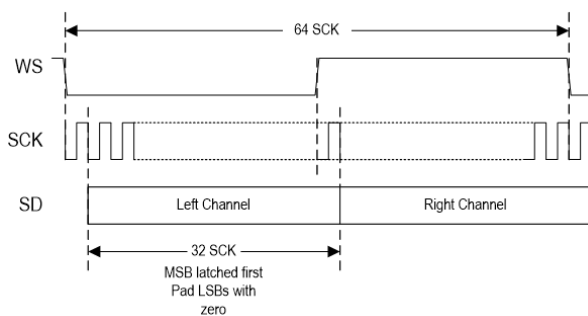 64 SCK
WS
SCK
SD
Left Channel
Right Channel
32 SCK
MSB latched first
Pad LSBs with
zero